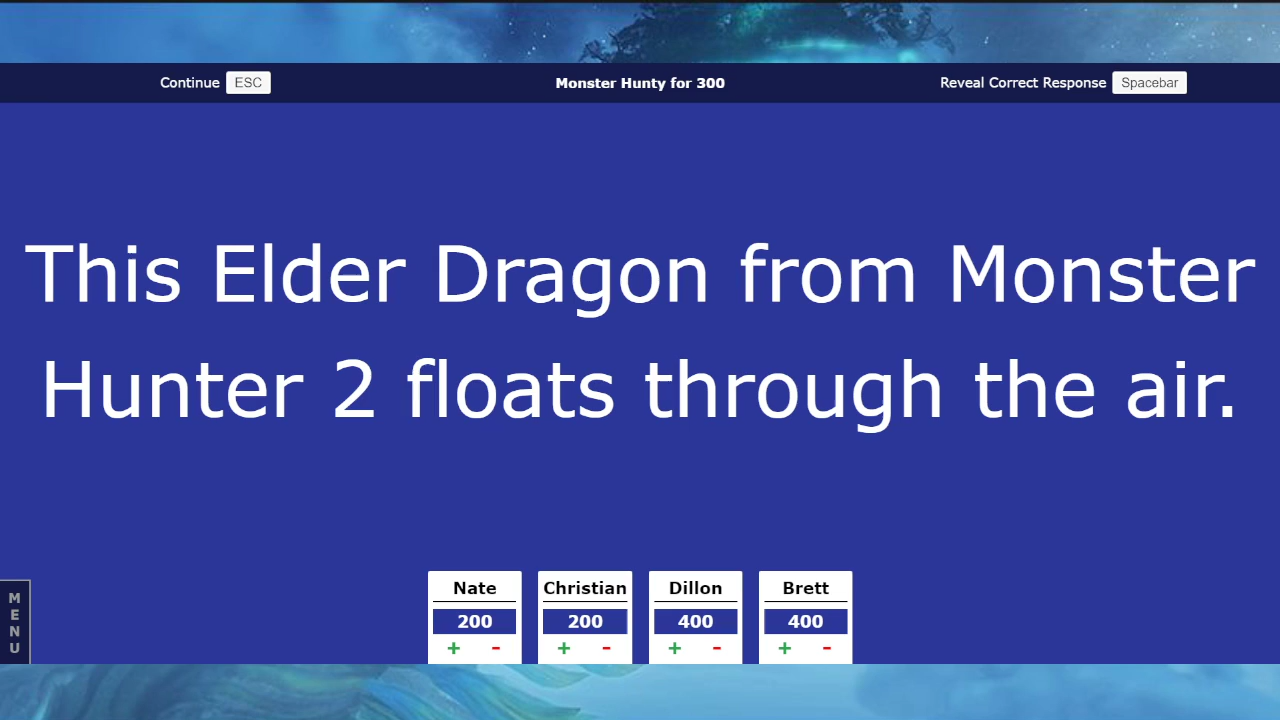 Continue ESC
Monster Hunty for 300
Reveal Correct Response Spacebar
This Elder Dragon from Monster
Hunter 2 floats through the air.
MENU
Nate Christian Dillon Brett
200 200 400 400
+ - + - + - + -